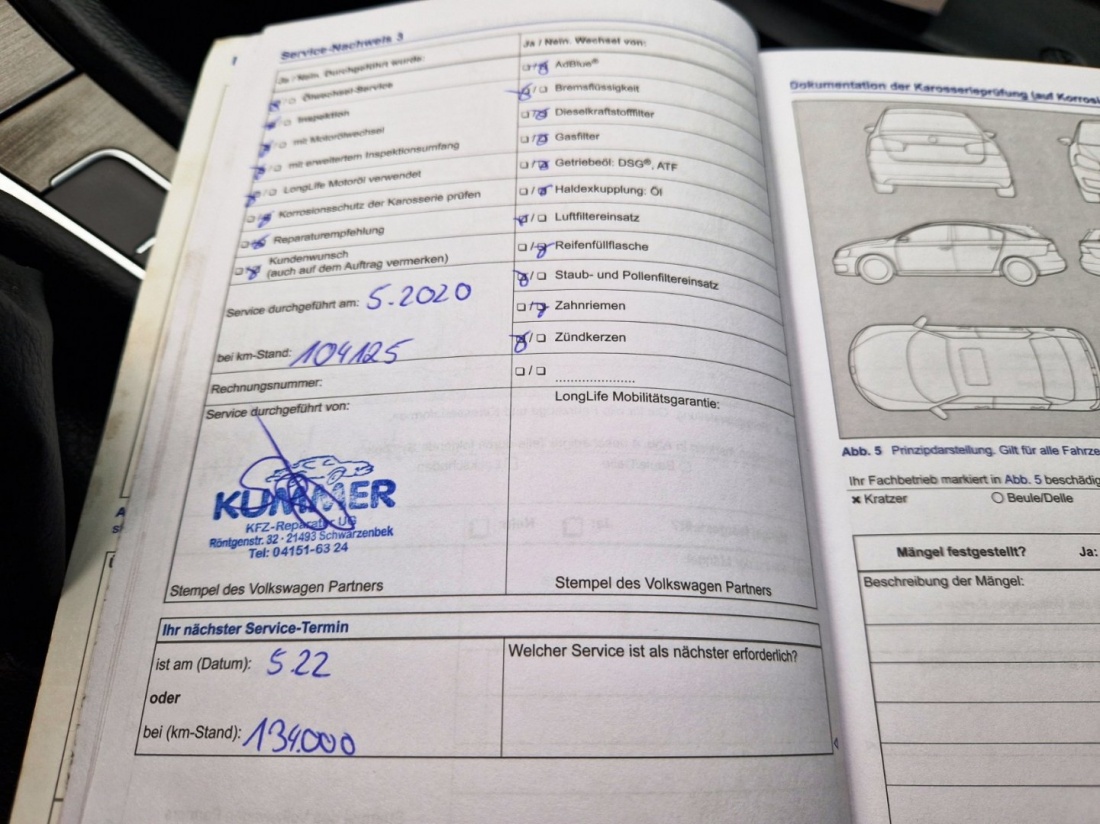 Service-Nachweis 3
Ja / Nein. Durchgeführt wurde:
Ölwechsel-Service
Inspektion
mit Motorölwechsel
mit erweitertem Inspektionsumfang
LongLife Motoröl verwendet
Korrosionsschutz der Karosserie prüfen
Reparaturempfehlung
Kundenwunsch
(auch auf dem Auftrag vermerken)
Service durchgeführt am: 5.2020
bei km-Stand: 104125
Rechnungsnummer:
Service durchgeführt von:
KUMMER
KFZ-Reparatur UG
Röntgenstr. 32 - 21493 Schwarzenbek
Tel: 04151-63 24
Stempel des Volkswagen Partners
Ja / Nein. Wechsel von:
AdBlue®
Bremsflüssigkeit
Dieselkraftstofffilter
Gasfilter
Getriebeöl: DSG®, ATF
Haldexkupplung: Öl
Luftfiltereinsatz
Reifenfüllflasche
Staub- und Pollenfiltereinsatz
Zahnriemen
Zündkerzen
LongLife Mobilitätsgarantie:
Stempel des Volkswagen Partners
Ihr nächster Service-Termin
ist am (Datum): 5.22
oder
bei (km-Stand): 134.000
Welcher Service ist als nächster erforderlich?
Dokumentation der Karosserieprüfung (auf Korrosi
Abb. 5 Prinzipdarstellung. Gilt für alle Fahrze
Ihr Fachbetrieb markiert in Abb. 5 beschädig
Kratzer
Beule/Delle
Mängel festgestellt? Ja:
Beschreibung der Mängel: